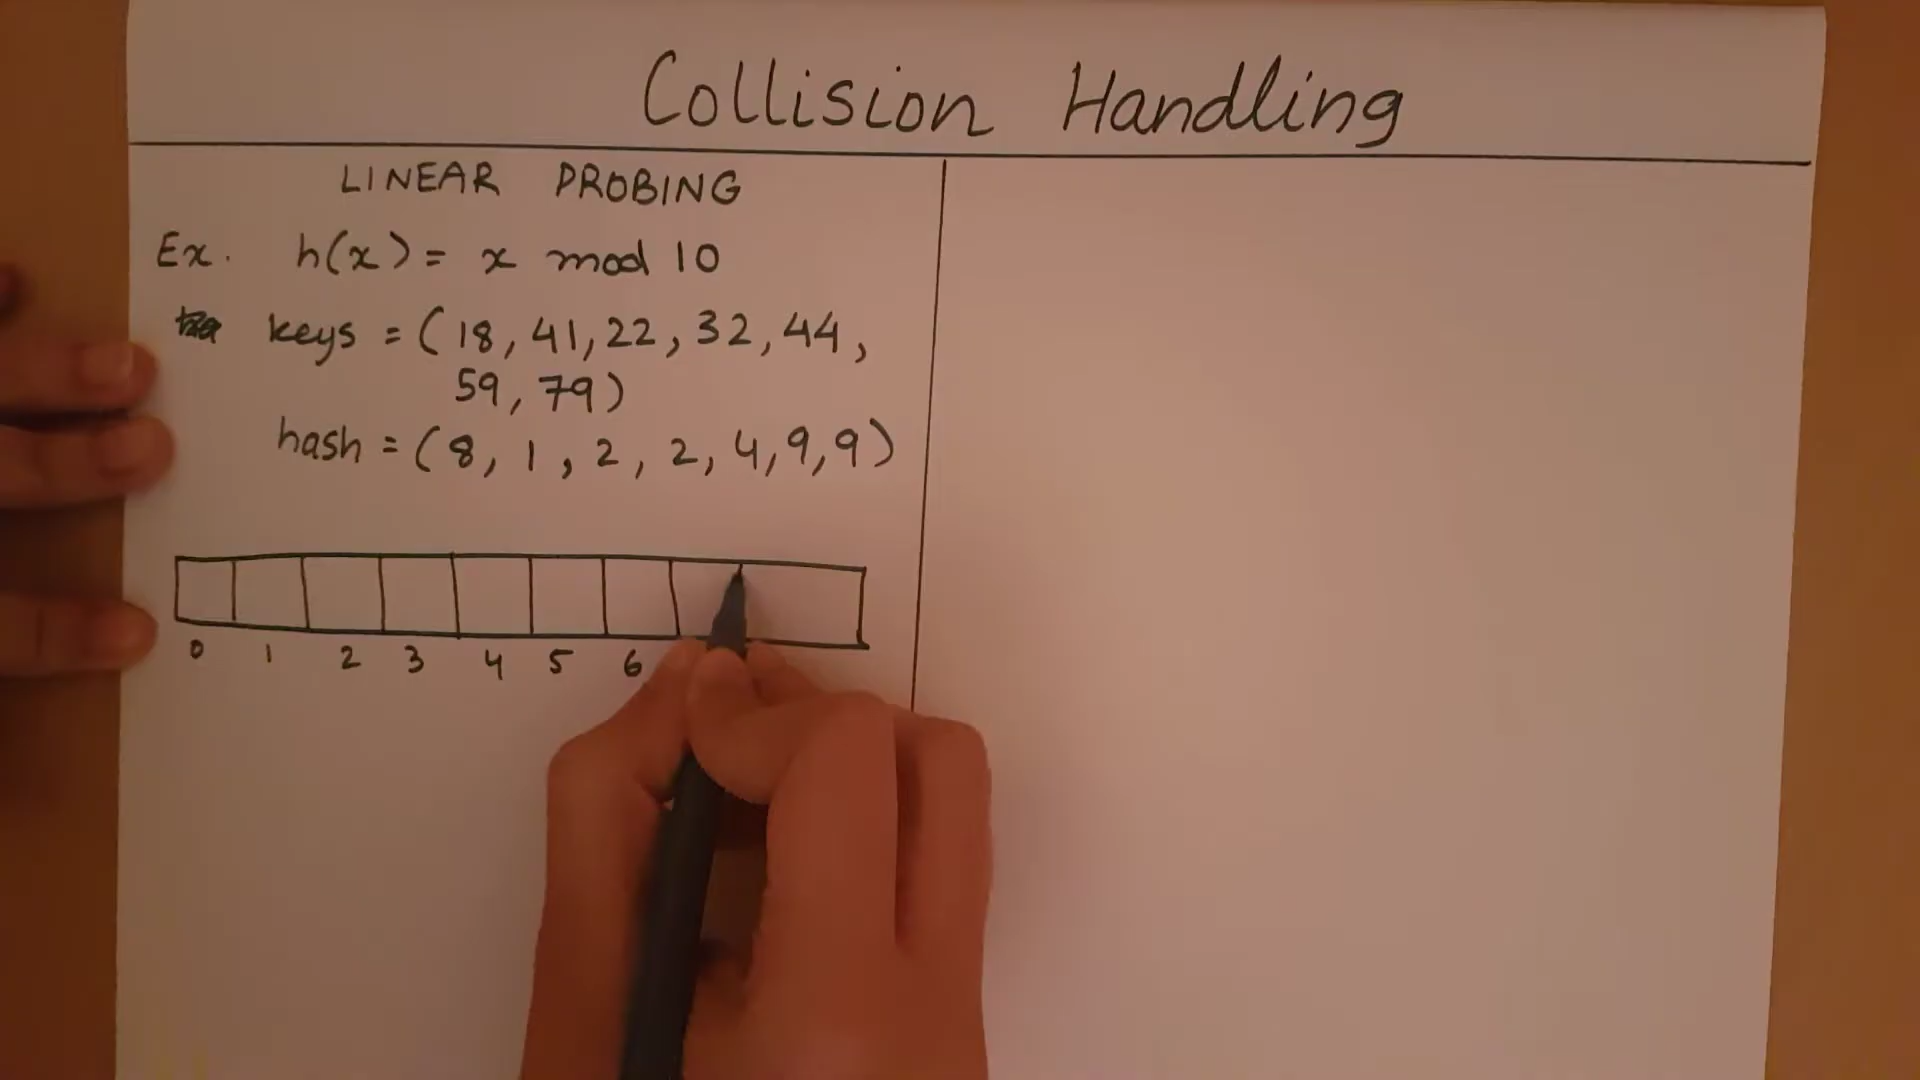 Collision Handling
LINEAR PROBING
Ex. h(x) = x mod 10
keys = (18, 41, 22, 32, 44,
59, 79)
hash = (8, 1, 2, 2, 4, 9, 9)
0 1 2 3 4 5 6